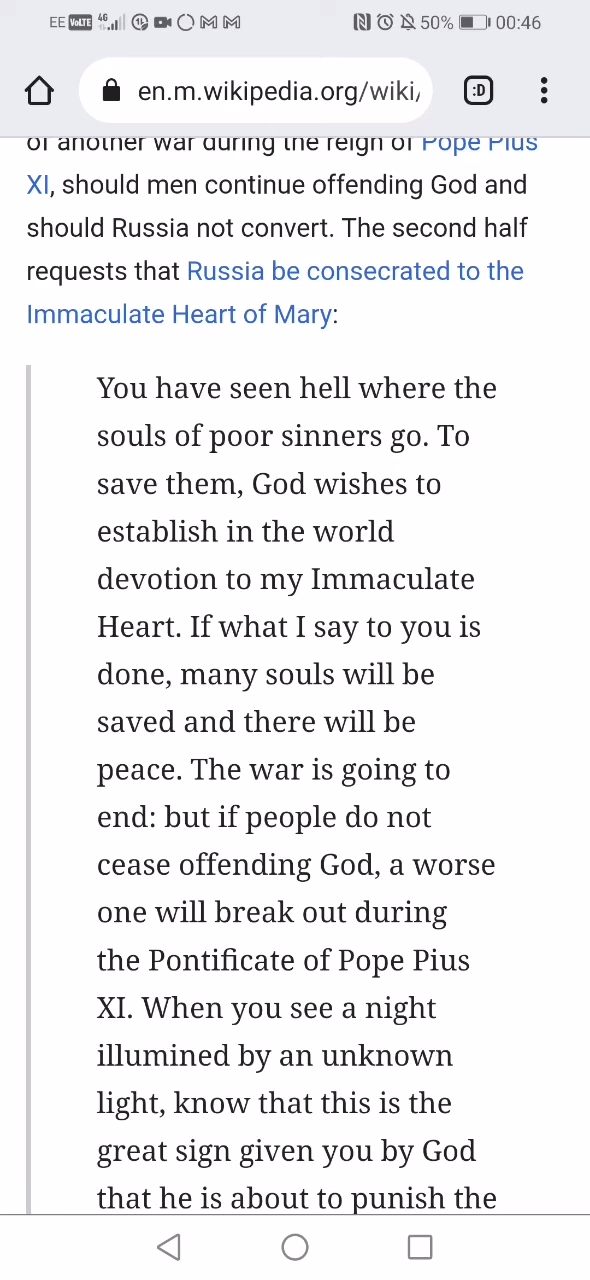 EE VoLTE 4G 50% 00:46
en.m.wikipedia.org/wiki/ :D
of another war during the reign of Pope Pius
XI, should men continue offending God and
should Russia not convert. The second half
requests that Russia be consecrated to the
Immaculate Heart of Mary:
You have seen hell where the
souls of poor sinners go. To
save them, God wishes to
establish in the world
devotion to my Immaculate
Heart. If what I say to you is
done, many souls will be
saved and there will be
peace. The war is going to
end: but if people do not
cease offending God, a worse
one will break out during
the Pontificate of Pope Pius
XI. When you see a night
illumined by an unknown
light, know that this is the
great sign given you by God
that he is about to punish the